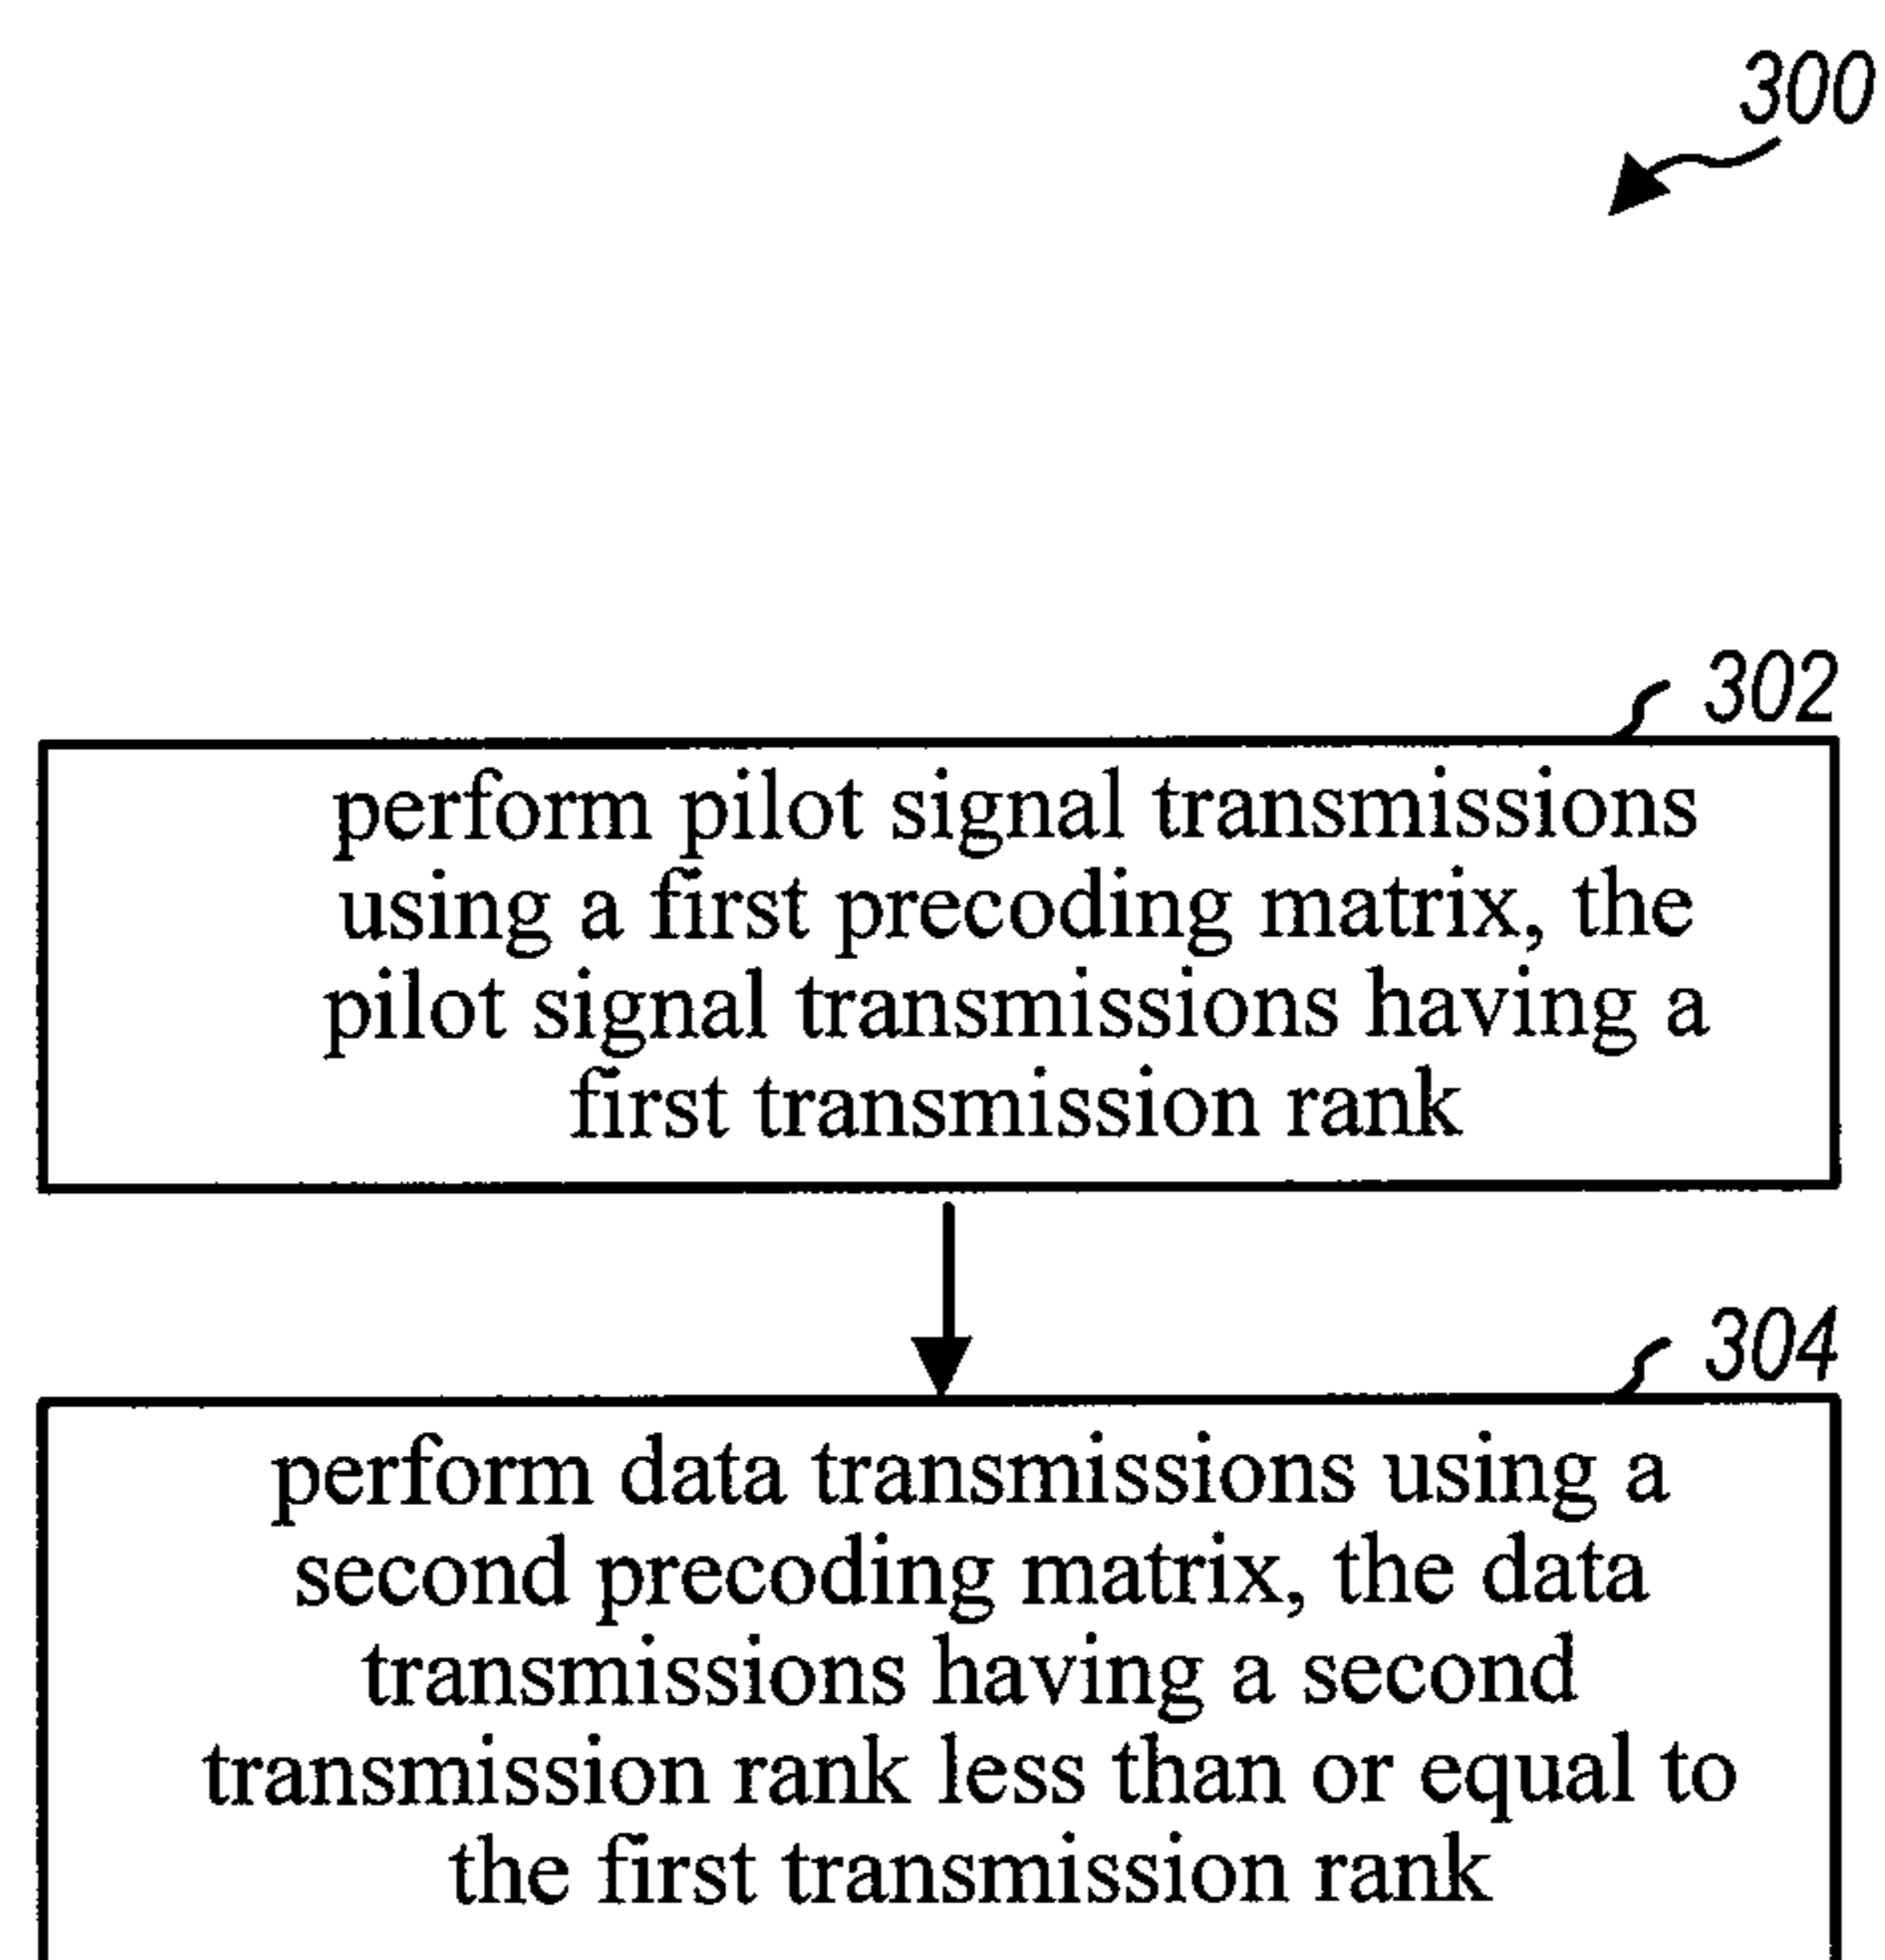 300
302
perform pilot signal transmissions
using a first precoding matrix, the
pilot signal transmissions having a
first transmission rank
304
perform data transmissions using a
second precoding matrix, the data
transmissions having a second
transmission rank less than or equal to
the first transmission rank